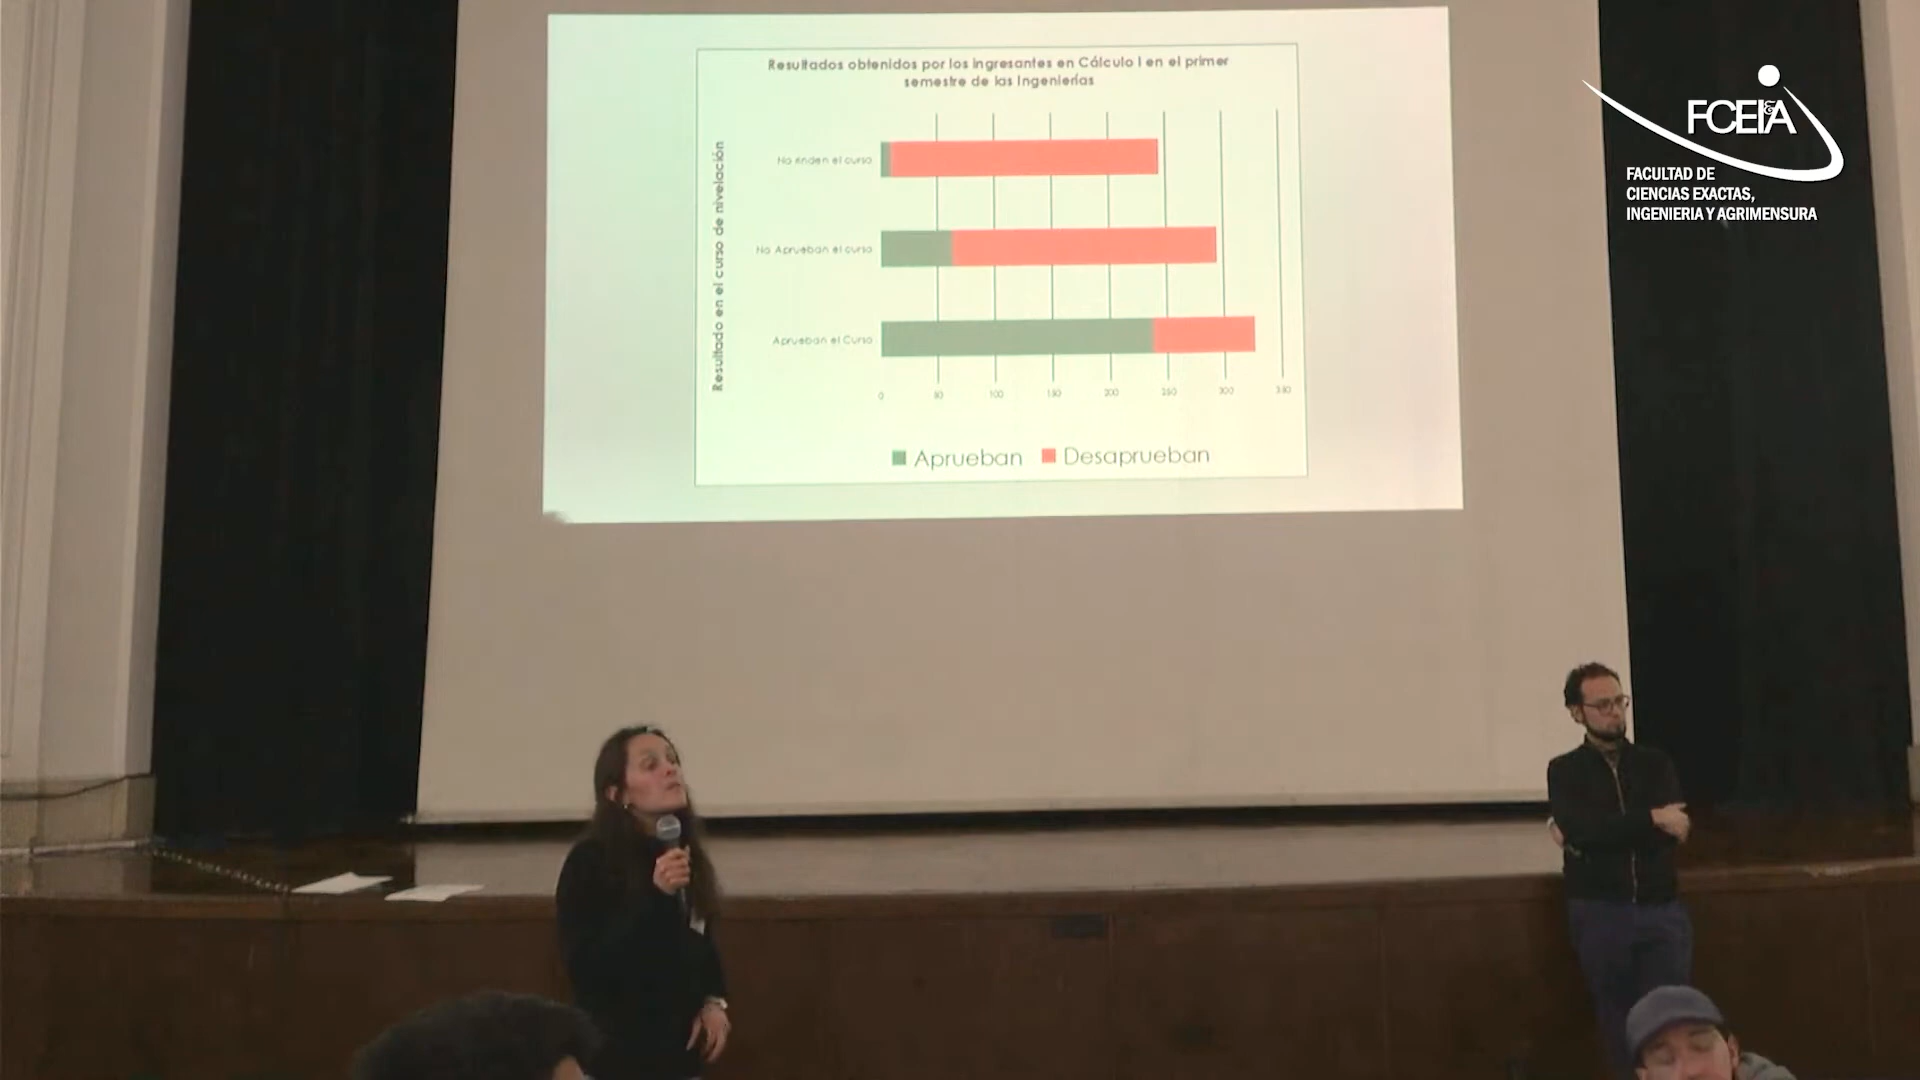 Resultados obtenidos por los ingresantes en Cálculo I en el primer
semestre de las Ingenierías
Resultado en el curso de nivelación
No rinden el curso
No Aprueban el curso
Aprueban el Curso
0 50 100 150 200 250 300 350
Aprueban Desaprueban
FCEI&A
FACULTAD DE
CIENCIAS EXACTAS,
INGENIERIA Y AGRIMENSURA